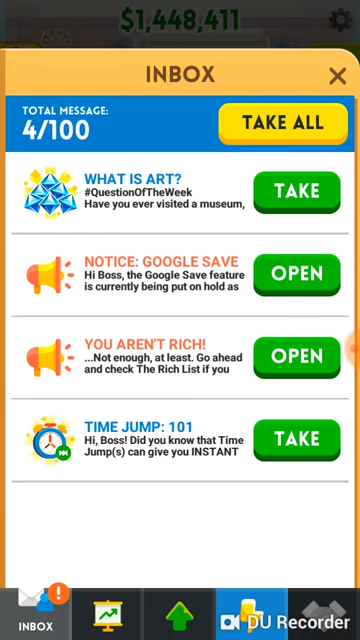 $1,448,411
INBOX
TOTAL MESSAGE:
4/100
TAKE ALL
WHAT IS ART?
#QuestionOfTheWeek
Have you ever visited a museum,
TAKE
NOTICE: GOOGLE SAVE
Hi Boss, the Google Save feature
is currently being put on hold as
OPEN
YOU AREN'T RICH!
...Not enough, at least. Go ahead
and check The Rich List if you
OPEN
TIME JUMP: 101
Hi, Boss! Did you know that Time
Jump(s) can give you INSTANT
TAKE
INBOX
DU Recorder